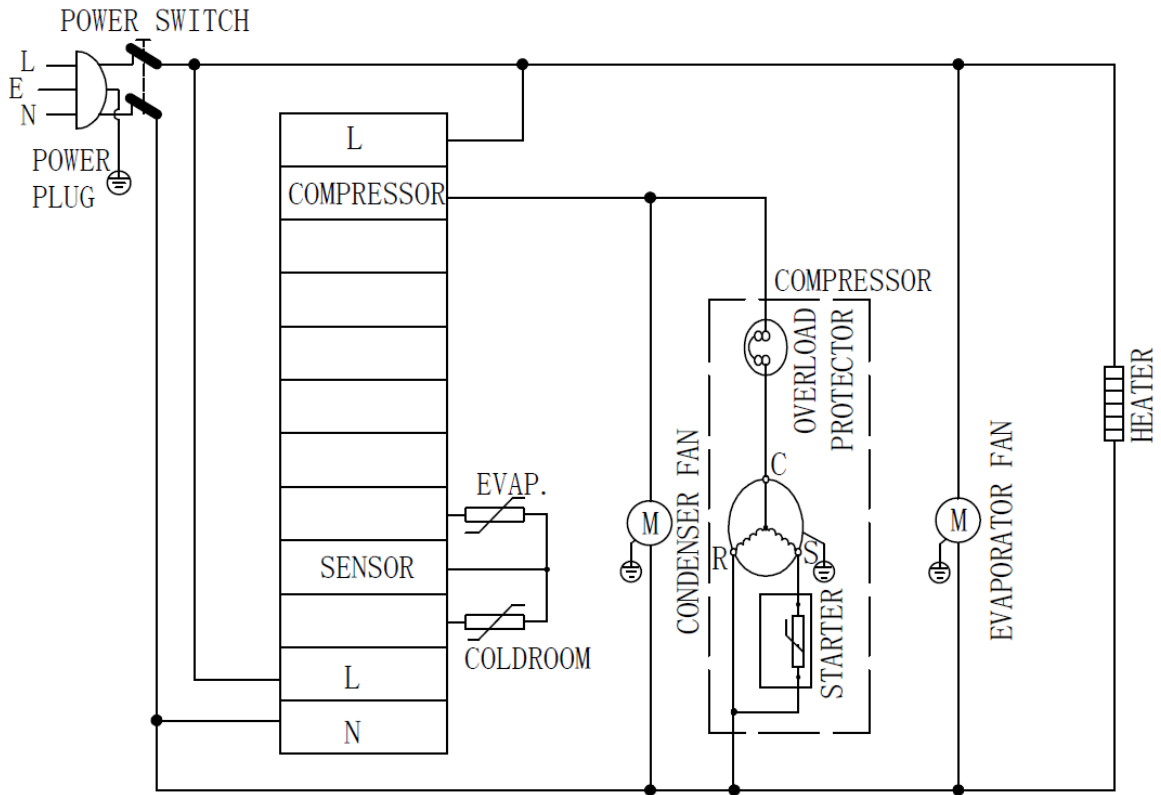 POWER SWITCH
L
E
N
POWER
PLUG
L
COMPRESSOR
COMPRESSOR
OVERLOAD
PROTECTOR
HEATER
EVAP.
C
CONDENSER FAN
M
M
EVAPORATOR FAN
R
S
SENSOR
STARTER
COLDROOM
L
N